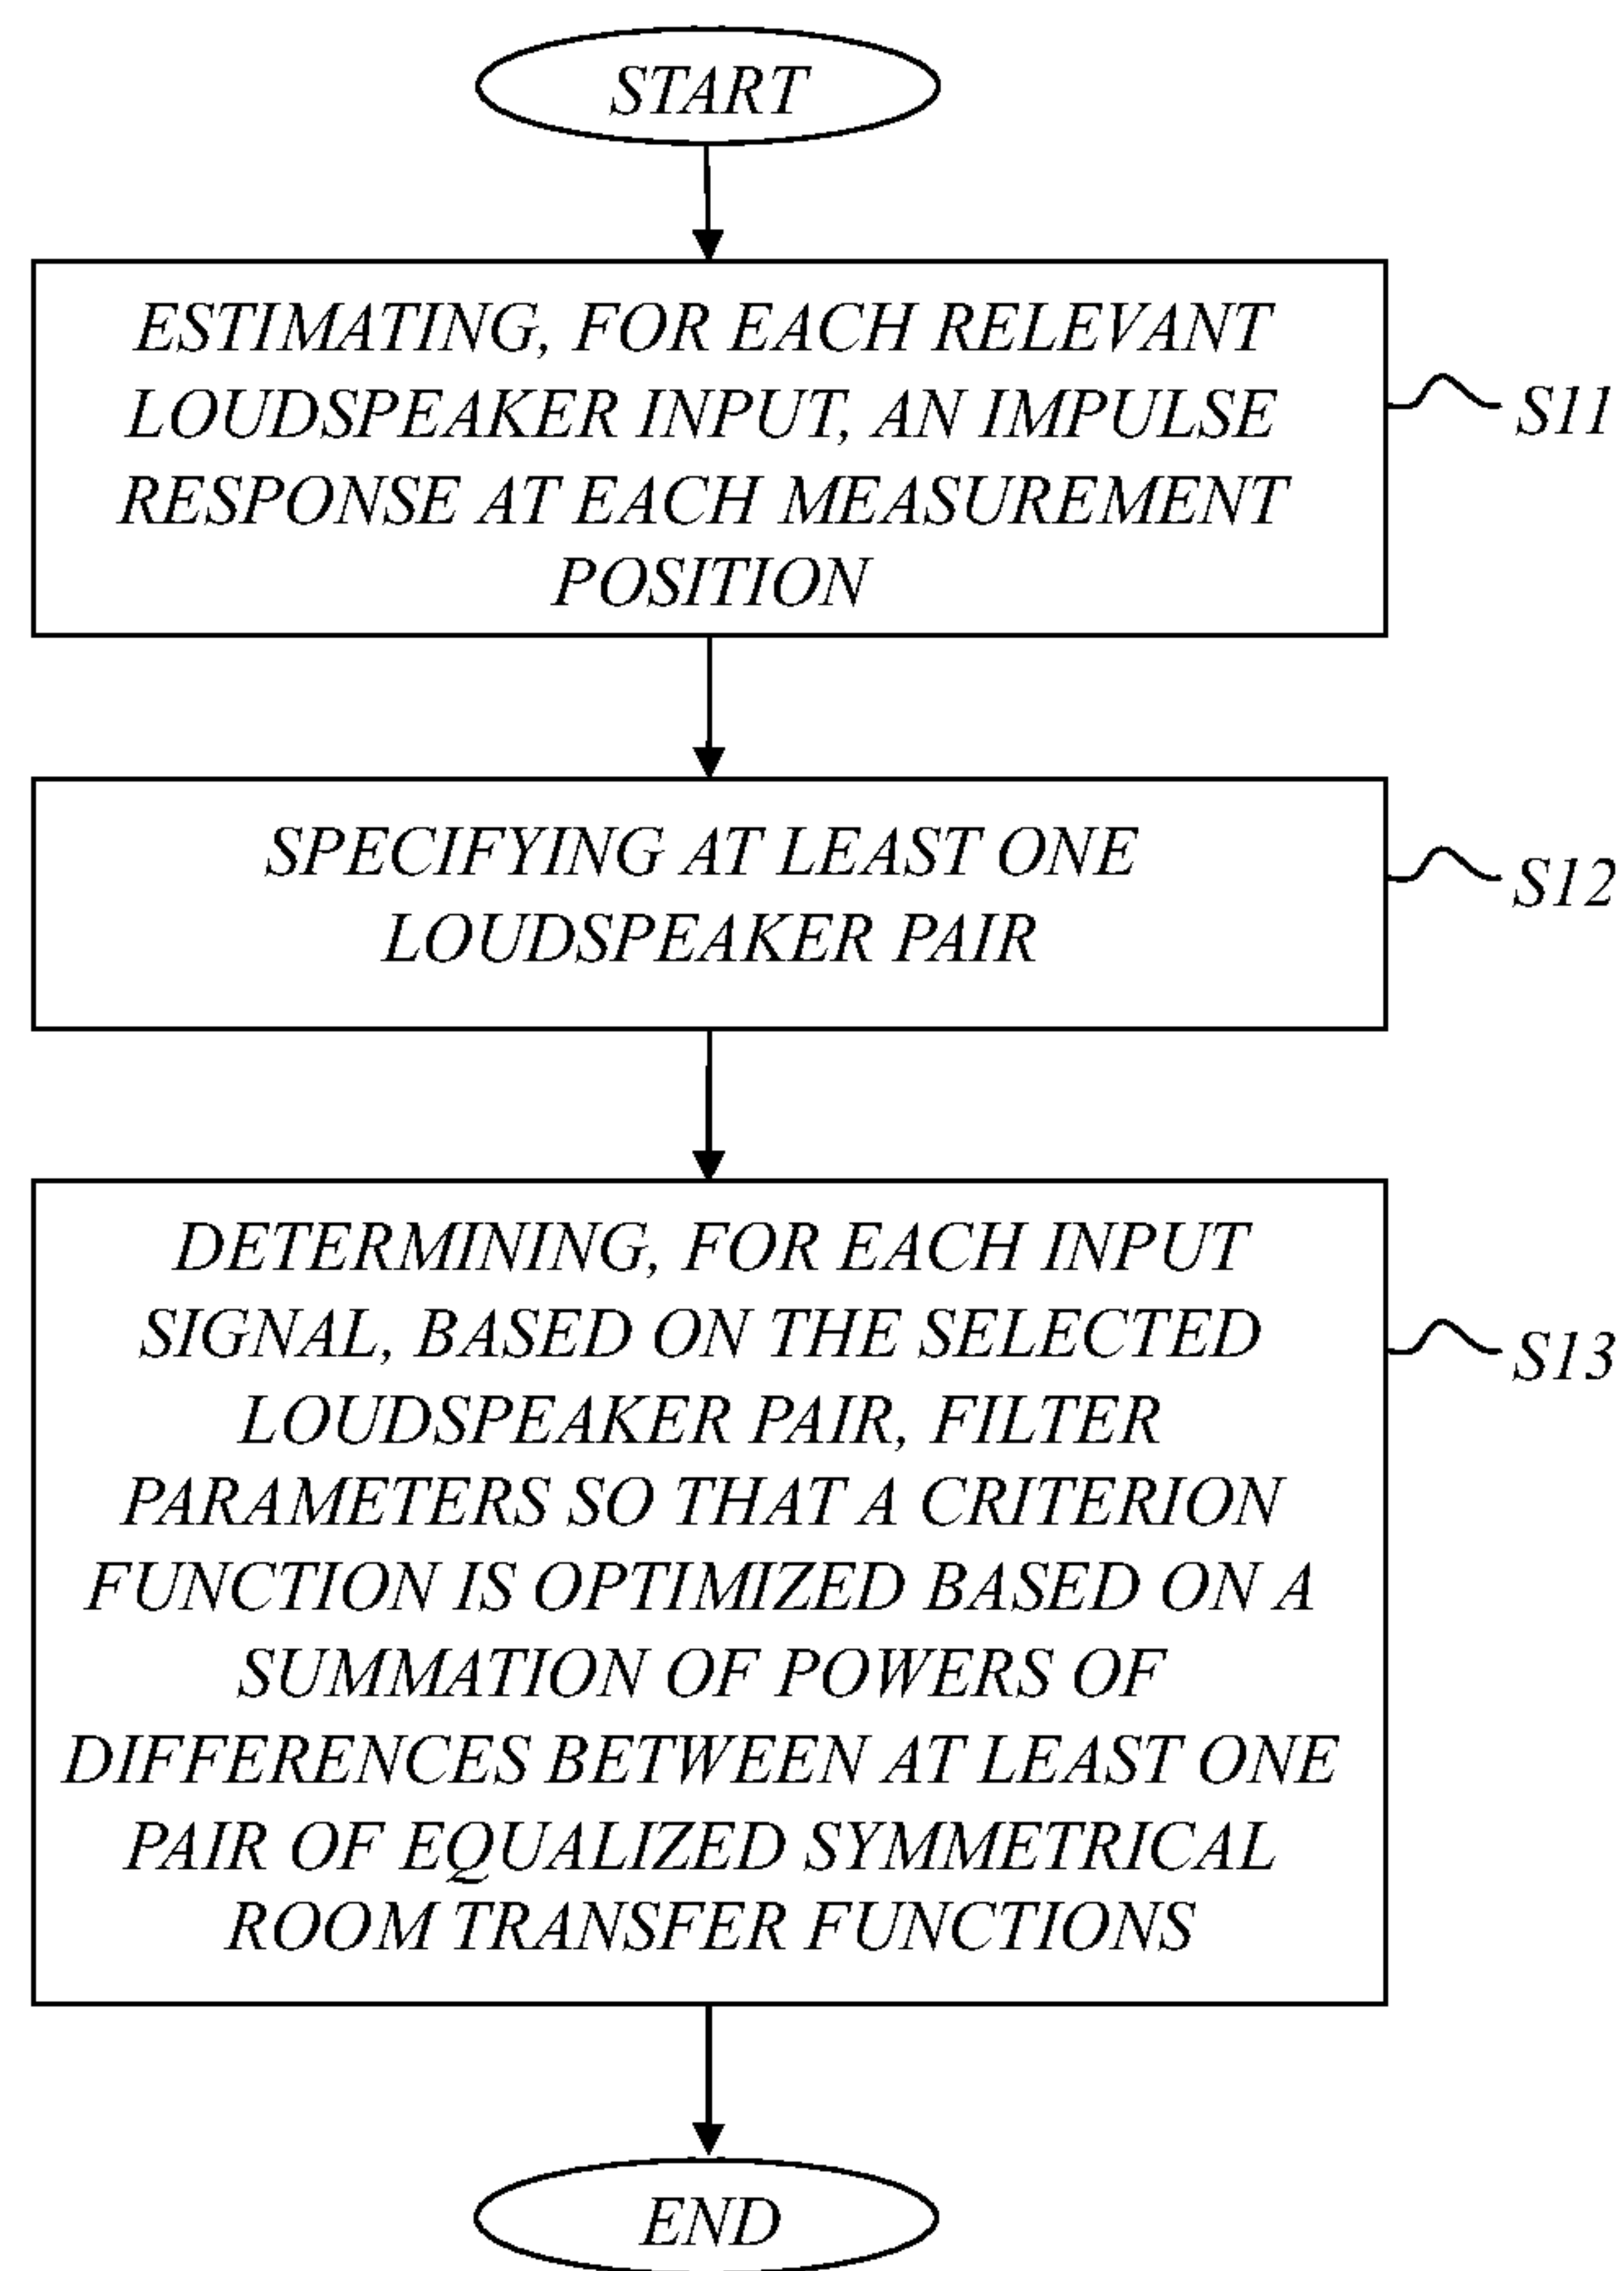 START
ESTIMATING, FOR EACH RELEVANT
LOUDSPEAKER INPUT, AN IMPULSE
RESPONSE AT EACH MEASUREMENT
POSITION
S11
SPECIFYING AT LEAST ONE
LOUDSPEAKER PAIR
S12
DETERMINING, FOR EACH INPUT
SIGNAL, BASED ON THE SELECTED
LOUDSPEAKER PAIR, FILTER
PARAMETERS SO THAT A CRITERION
FUNCTION IS OPTIMIZED BASED ON A
SUMMATION OF POWERS OF
DIFFERENCES BETWEEN AT LEAST ONE
PAIR OF EQUALIZED SYMMETRICAL
ROOM TRANSFER FUNCTIONS
S13
END